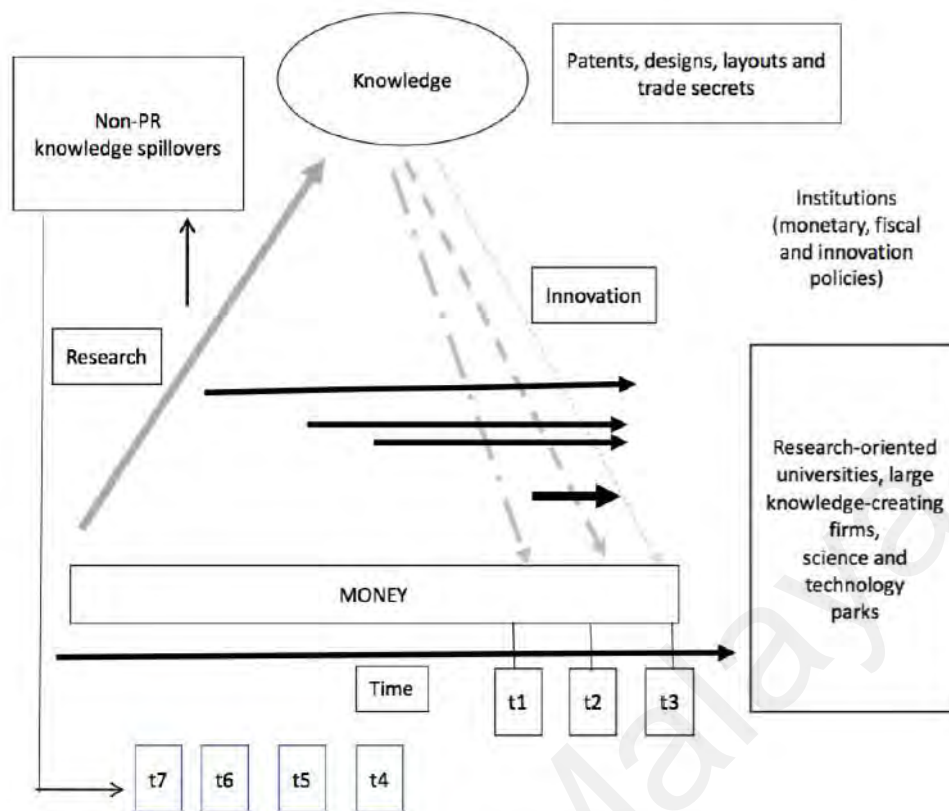 Knowledge
Patents, designs, layouts and
trade secrets
Non-PR
knowledge spillovers
Institutions
(monetary, fiscal
and innovation
policies)
Innovation
Research
Research-oriented
universities, large
knowledge-creating
firms,
science and
technology
parks
MONEY
Time
t1
t2
t3
t7
t6
t5
t4
Malaya